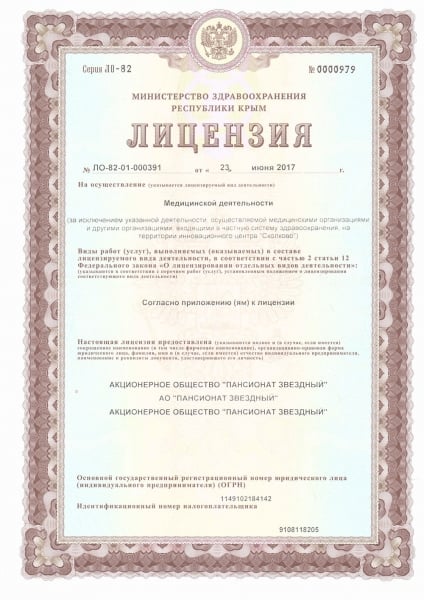 Серия ЛО-82
№ 0000979
МИНИСТЕРСТВО ЗДРАВООХРАНЕНИЯ
РЕСПУБЛИКИ КРЫМ
ЛИЦЕНЗИЯ
№ ЛО-82-01-000391 от « 23 » июня 2017 г.
На осуществление (указывается лицензируемый вид деятельности)
Медицинской деятельности
(за исключением указанной деятельности, осуществляемой медицинскими организациями
и другими организациями, входящими в частную систему здравоохранения, на
территории инновационного центра "Сколково")
Виды работ (услуг), выполняемых (оказываемых) в составе
лицензируемого вида деятельности, в соответствии с частью 2 статьи 12
Федерального закона «О лицензировании отдельных видов деятельности»:
(указываются в соответствии с перечнем работ (услуг), установленным положением о лицензировании
соответствующего вида деятельности)
Согласно приложению (ям) к лицензии
Настоящая лицензия предоставлена (указываются полное и (в случае, если имеется)
сокращенное наименование (в том числе фирменное наименование), организационно-правовая форма
юридического лица, фамилия, имя и (в случае, если имеется) отчество индивидуального предпринимателя,
наименование и реквизиты документа, удостоверяющего его личность)
АКЦИОНЕРНОЕ ОБЩЕСТВО "ПАНСИОНАТ ЗВЕЗДНЫЙ"
АО "ПАНСИОНАТ ЗВЕЗДНЫЙ"
АКЦИОНЕРНОЕ ОБЩЕСТВО "ПАНСИОНАТ ЗВЕЗДНЫЙ"
Основной государственный регистрационный номер юридического лица
(индивидуального предпринимателя) (ОГРН)
1149102184142
Идентификационный номер налогоплательщика
9108118205